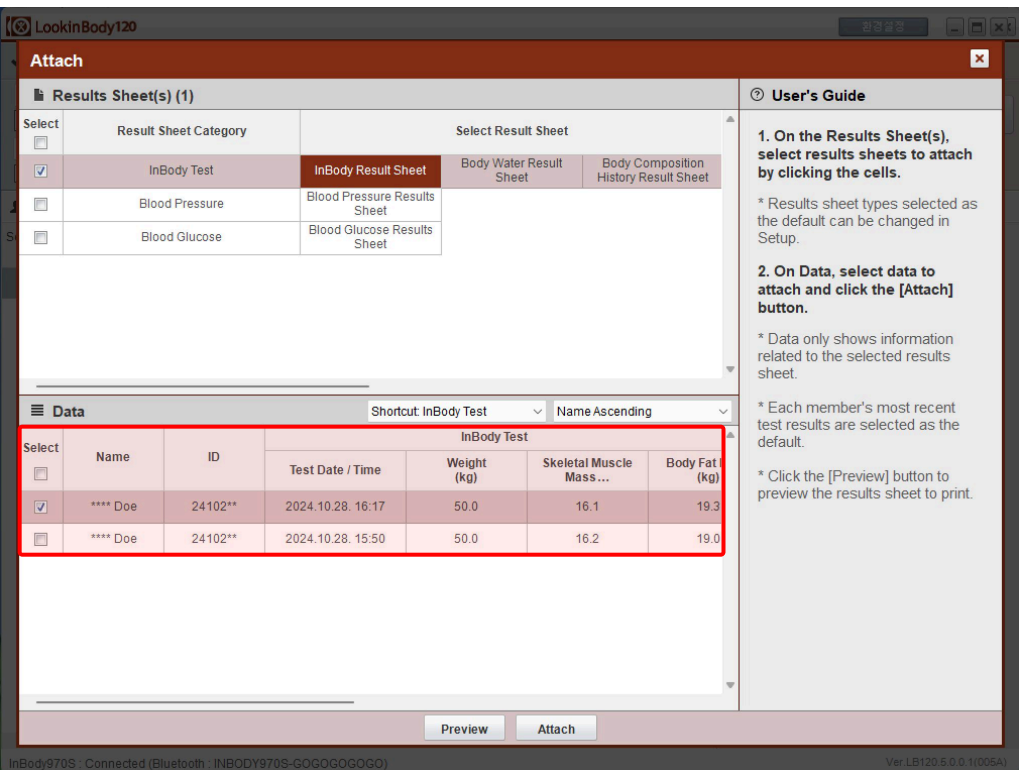 LookinBody120
환경설정
Attach
Results Sheet(s) (1)
Select
Result Sheet Category
Select Result Sheet
InBody Test
InBody Result Sheet
Body Water Result
Sheet
Body Composition
History Result Sheet
Blood Pressure
Blood Pressure Results
Sheet
Blood Glucose
Blood Glucose Results
Sheet
Data
Shortcut: InBody Test
Name Ascending
Select
Name
ID
InBody Test
Test Date / Time
Weight
(kg)
Skeletal Muscle
Mass...
Body Fat
(kg)
**** Doe
24102**
2024.10.28. 16:17
50.0
16.1
19.3
**** Doe
24102**
2024.10.28. 15:50
50.0
16.2
19.0
Preview
Attach
User's Guide
1. On the Results Sheet(s),
select results sheets to attach
by clicking the cells.
* Results sheet types selected as
the default can be changed in
Setup.
2. On Data, select data to
attach and click the [Attach]
button.
* Data only shows information
related to the selected results
sheet.
* Each member's most recent
test results are selected as the
default.
* Click the [Preview] button to
preview the results sheet to print.
InBody970S : Connected (Bluetooth : INBODY970S-GOGOGOGOGO)
Ver.LB120.5.0.0.1(005A)